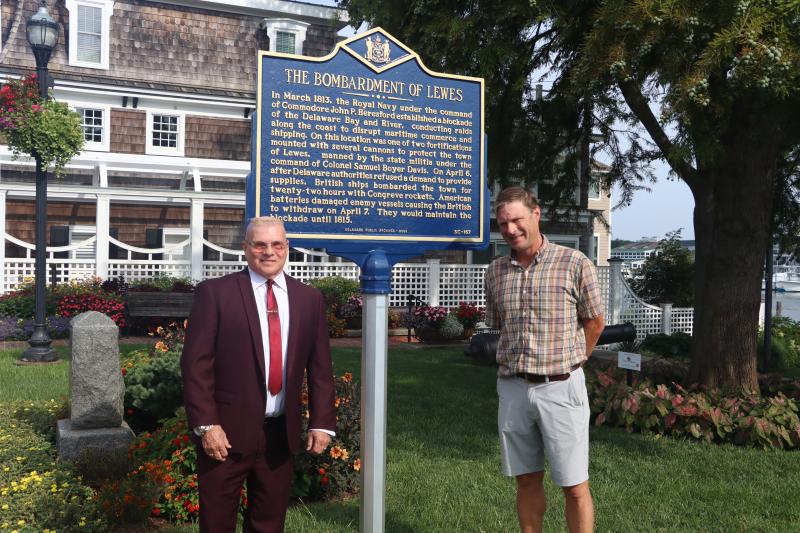 THE BOMBARDMENT OF LEWES
In March 1813, the Royal Navy under the command
of Commodore John P. Beresford established a blockade
of the Delaware Bay and River, conducting raids
along the coast to disrupt maritime commerce and
shipping. On this location was one of two fortifications
mounted with several cannons to protect the town
of Lewes, manned by the state militia under the
command of Colonel Samuel Boyer Davis. On April 6,
after Delaware authorities refused a demand to provide
supplies, British ships bombarded the town for
twenty-two hours with Congreve rockets. American
batteries damaged enemy vessels causing the British
to withdraw on April 7. They would maintain the
blockade until 1815.
DELAWARE PUBLIC ARCHIVES
SC-167